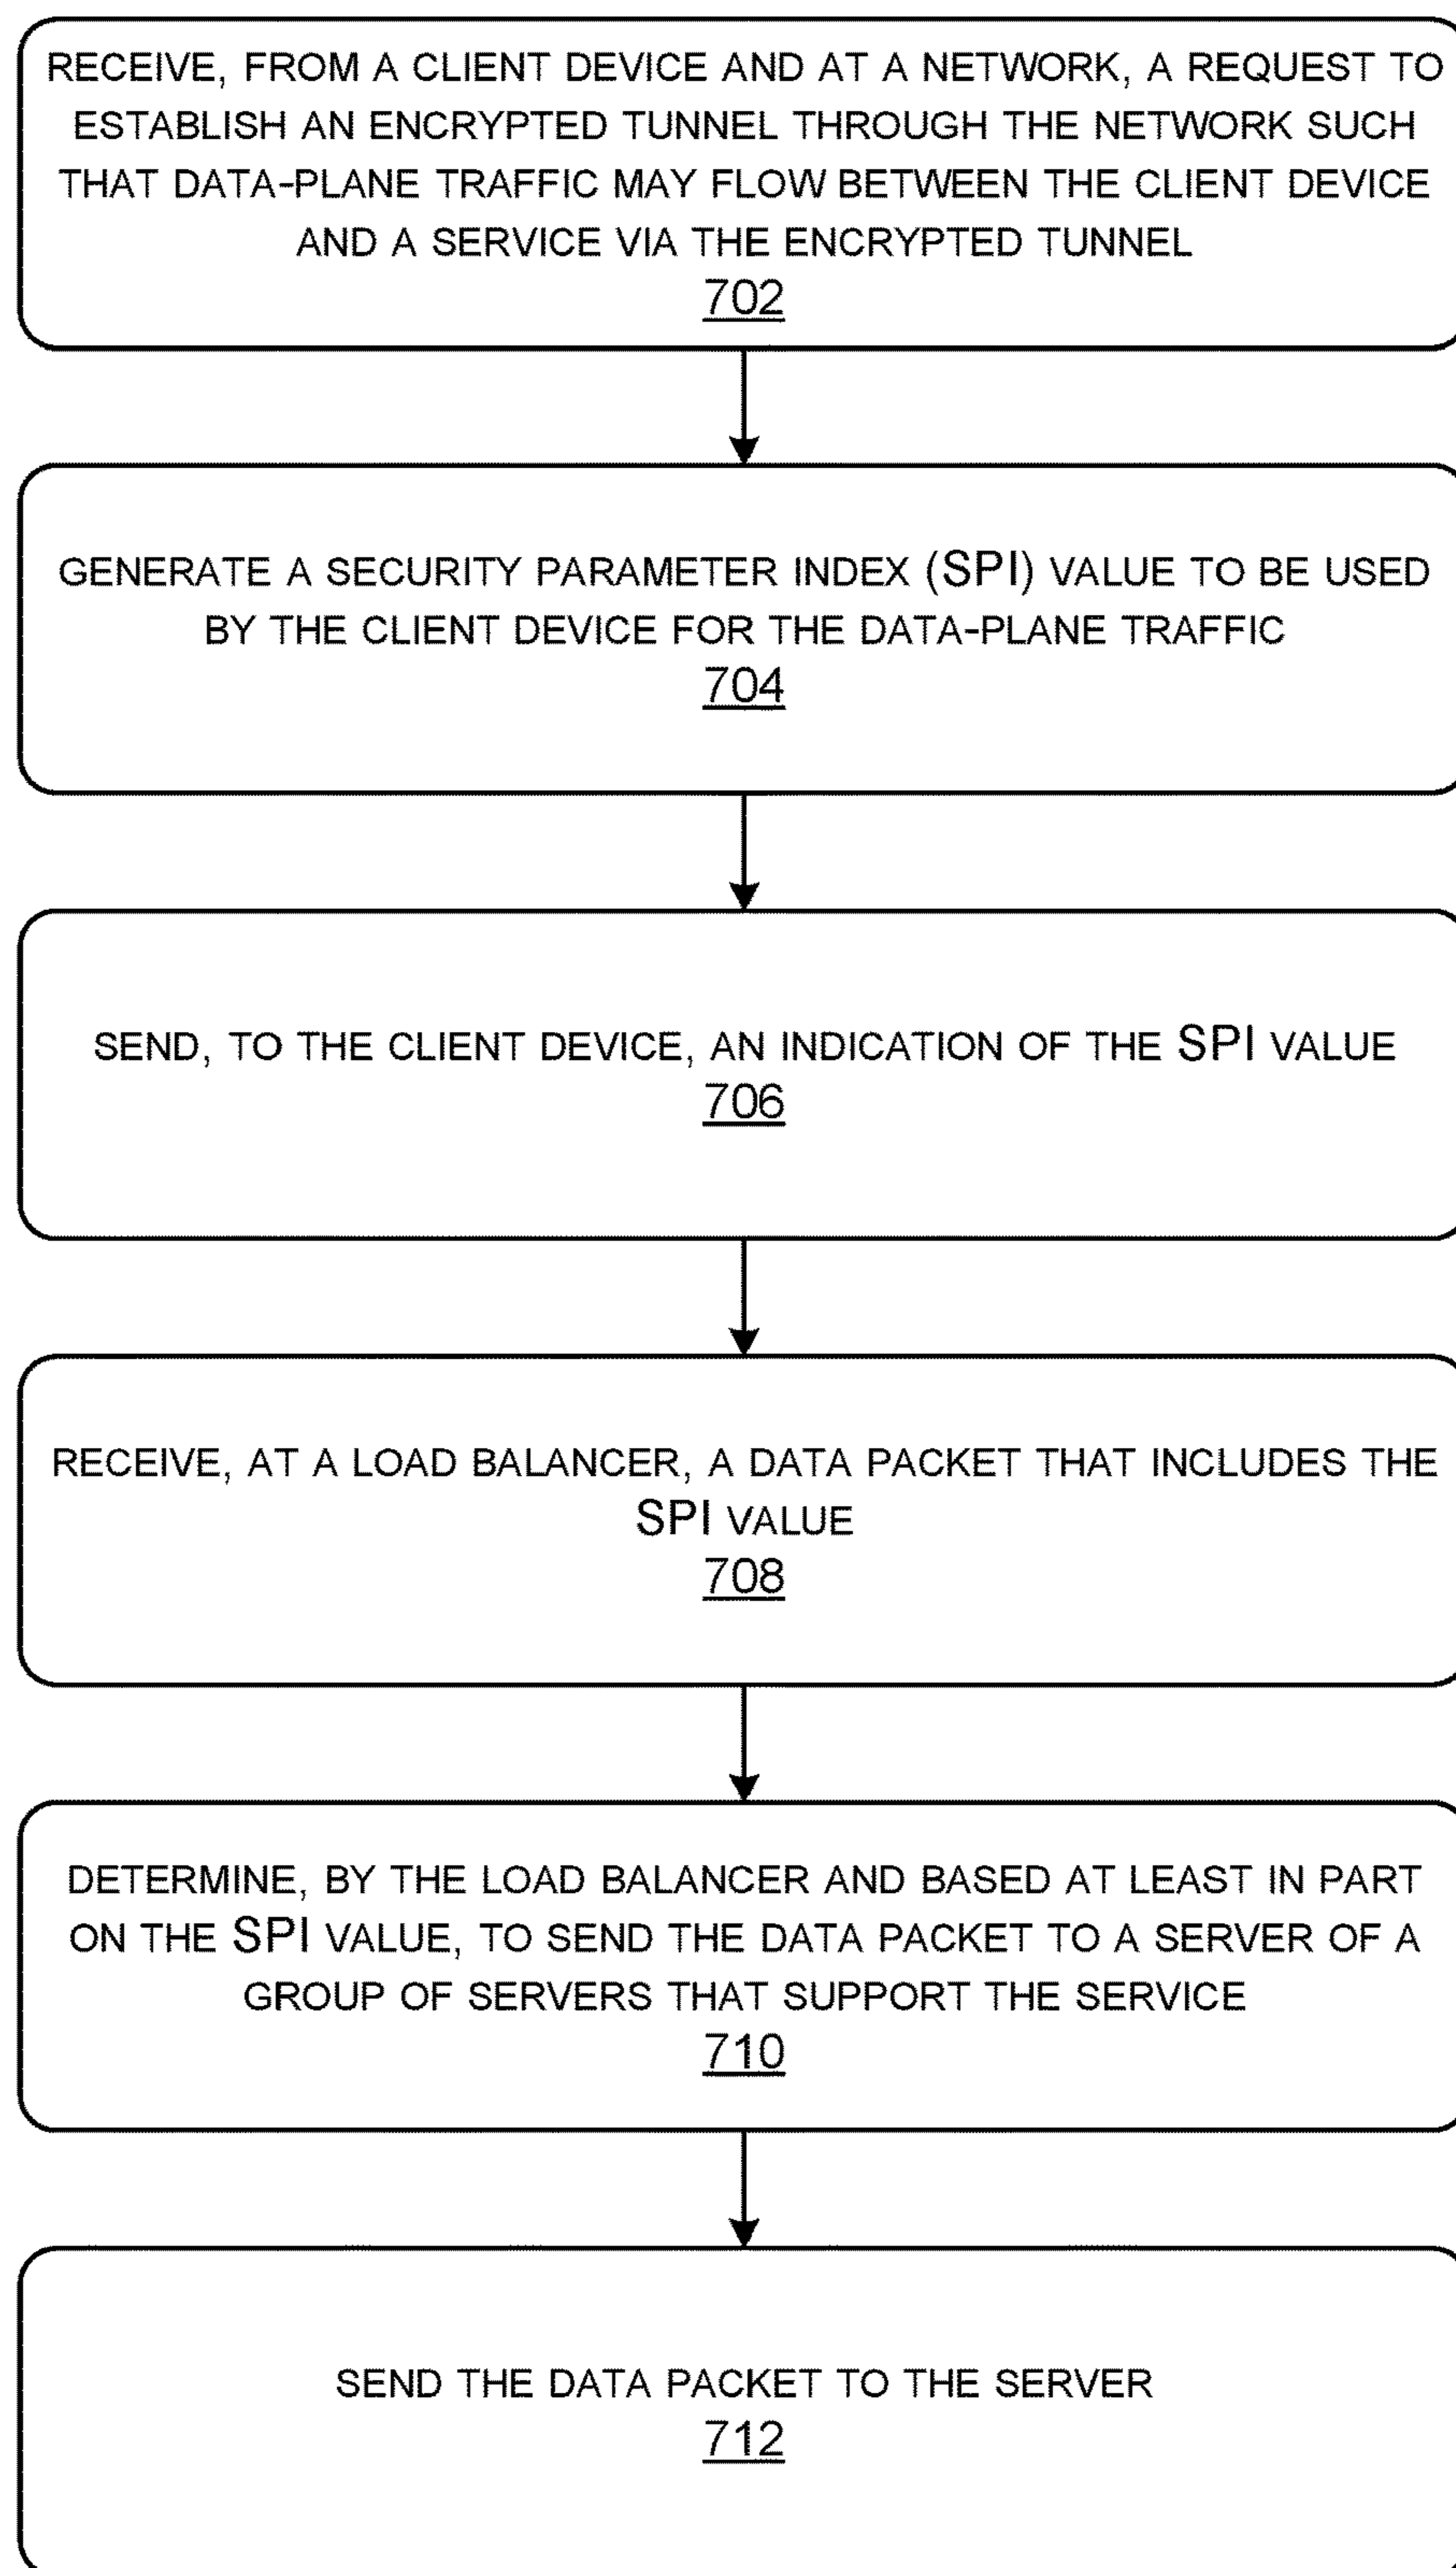 RECEIVE, FROM A CLIENT DEVICE AND AT A NETWORK, A REQUEST TO
ESTABLISH AN ENCRYPTED TUNNEL THROUGH THE NETWORK SUCH
THAT DATA-PLANE TRAFFIC MAY FLOW BETWEEN THE CLIENT DEVICE
AND A SERVICE VIA THE ENCRYPTED TUNNEL
702
GENERATE A SECURITY PARAMETER INDEX (SPI) VALUE TO BE USED
BY THE CLIENT DEVICE FOR THE DATA-PLANE TRAFFIC
704
SEND, TO THE CLIENT DEVICE, AN INDICATION OF THE SPI VALUE
706
RECEIVE, AT A LOAD BALANCER, A DATA PACKET THAT INCLUDES THE
SPI VALUE
708
DETERMINE, BY THE LOAD BALANCER AND BASED AT LEAST IN PART
ON THE SPI VALUE, TO SEND THE DATA PACKET TO A SERVER OF A
GROUP OF SERVERS THAT SUPPORT THE SERVICE
710
SEND THE DATA PACKET TO THE SERVER
712